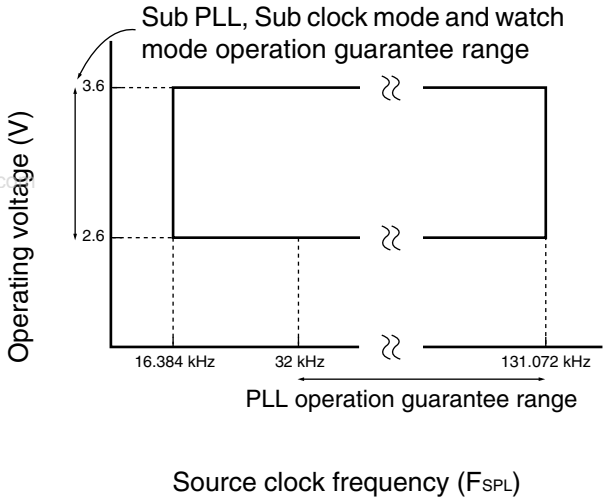 Sub PLL, Sub clock mode and watch
mode operation guarantee range
3.6
Operating voltage (V)
com
2.6
16.384 kHz
32 kHz
131.072 kHz
PLL operation guarantee range
Source clock frequency (FSPL)